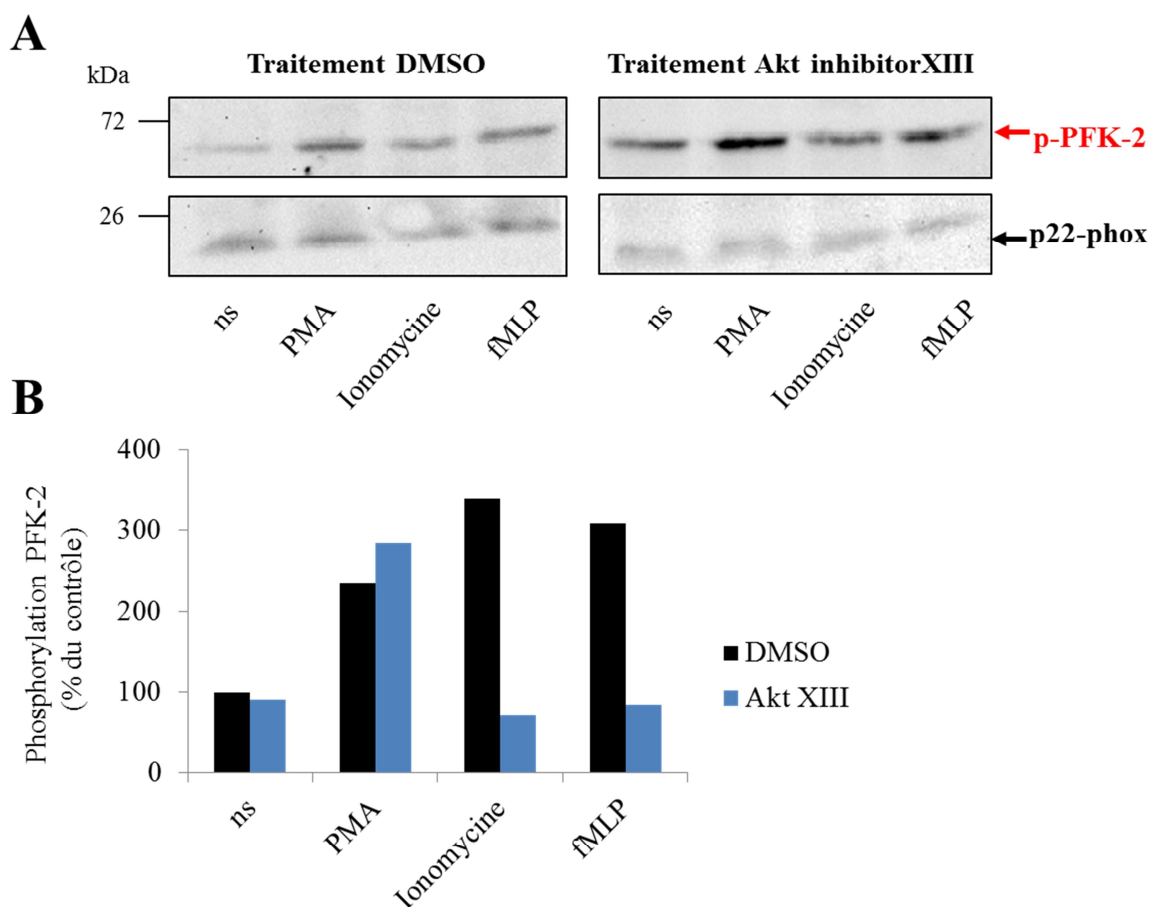 A
kDa
Traitement DMSO
Traitement Akt inhibitorXIII
72
p-PFK-2
26
p22-phox
ns
PMA
Ionomycine
fMLP
ns
PMA
Ionomycine
fMLP
B
Phosphorylation PFK-2
(% du contrôle)
400
300
200
100
0
DMSO
Akt XIII
ns
PMA
Ionomycine
fMLP